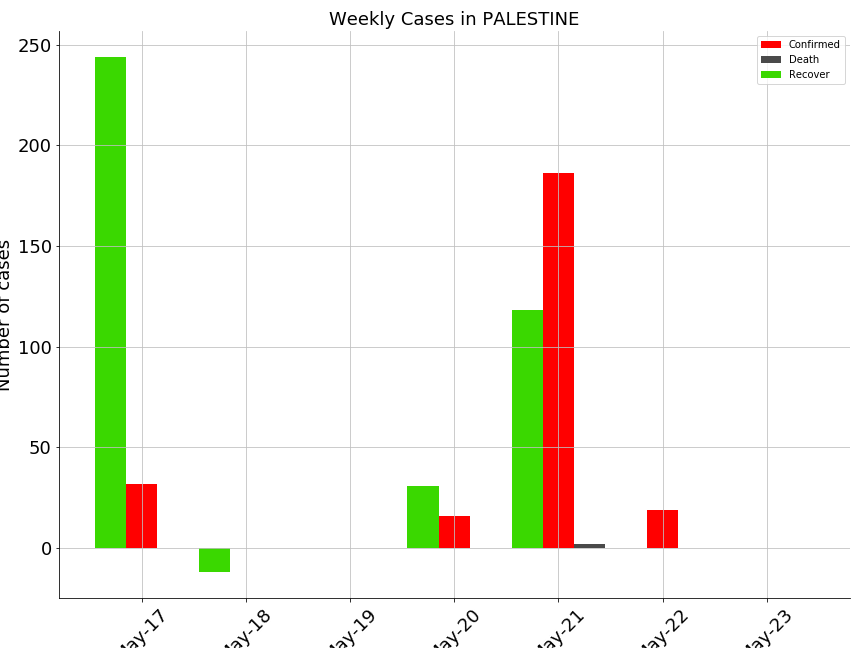 Weekly Cases in PALESTINE
Confirmed
Death
Recover
Number of cases
250
200
150
100
50
0
May-17
May-18
May-19
May-20
May-21
May-22
May-23